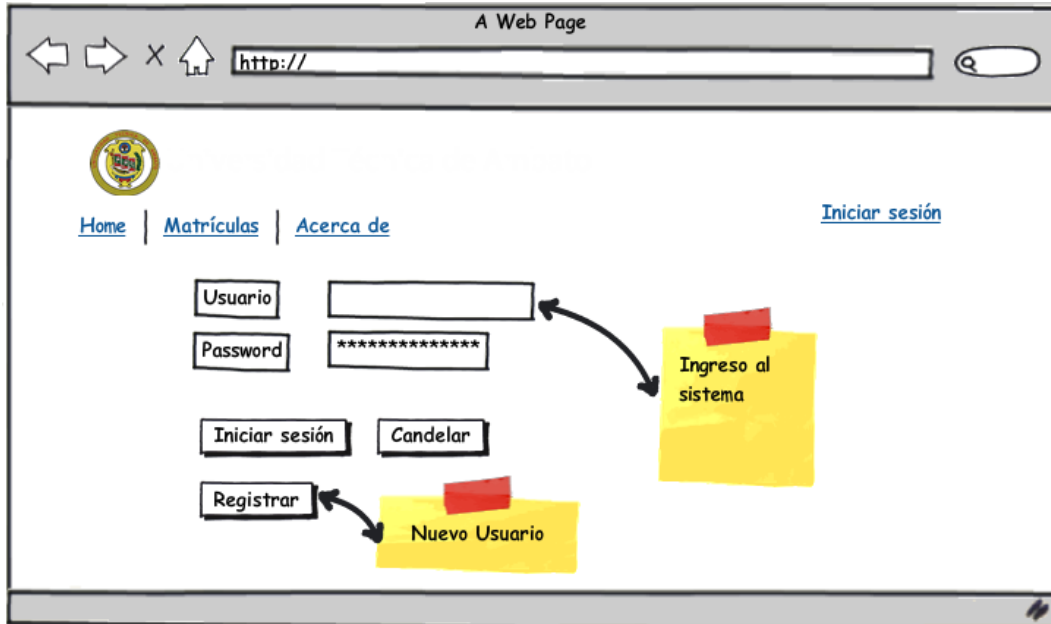 A Web Page
http://
Iniciar sesión
Home
Matrículas
Acerca de
Usuario
Password
**************
Ingreso al
sistema
Iniciar sesión
Candelar
Registrar
Nuevo Usuario